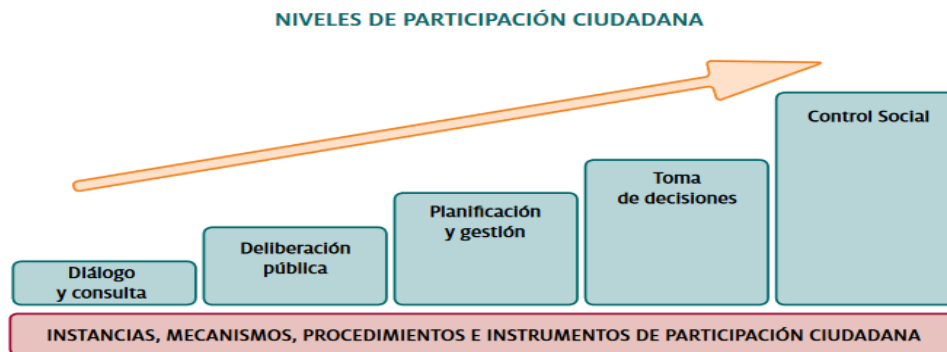 NIVELES DE PARTICIPACIÓN CIUDADANA
Diálogo
y consulta
Deliberación
pública
Planificación
y gestión
Toma
de decisiones
Control Social
INSTANCIAS, MECANISMOS, PROCEDIMIENTOS E INSTRUMENTOS DE PARTICIPACIÓN CIUDADANA